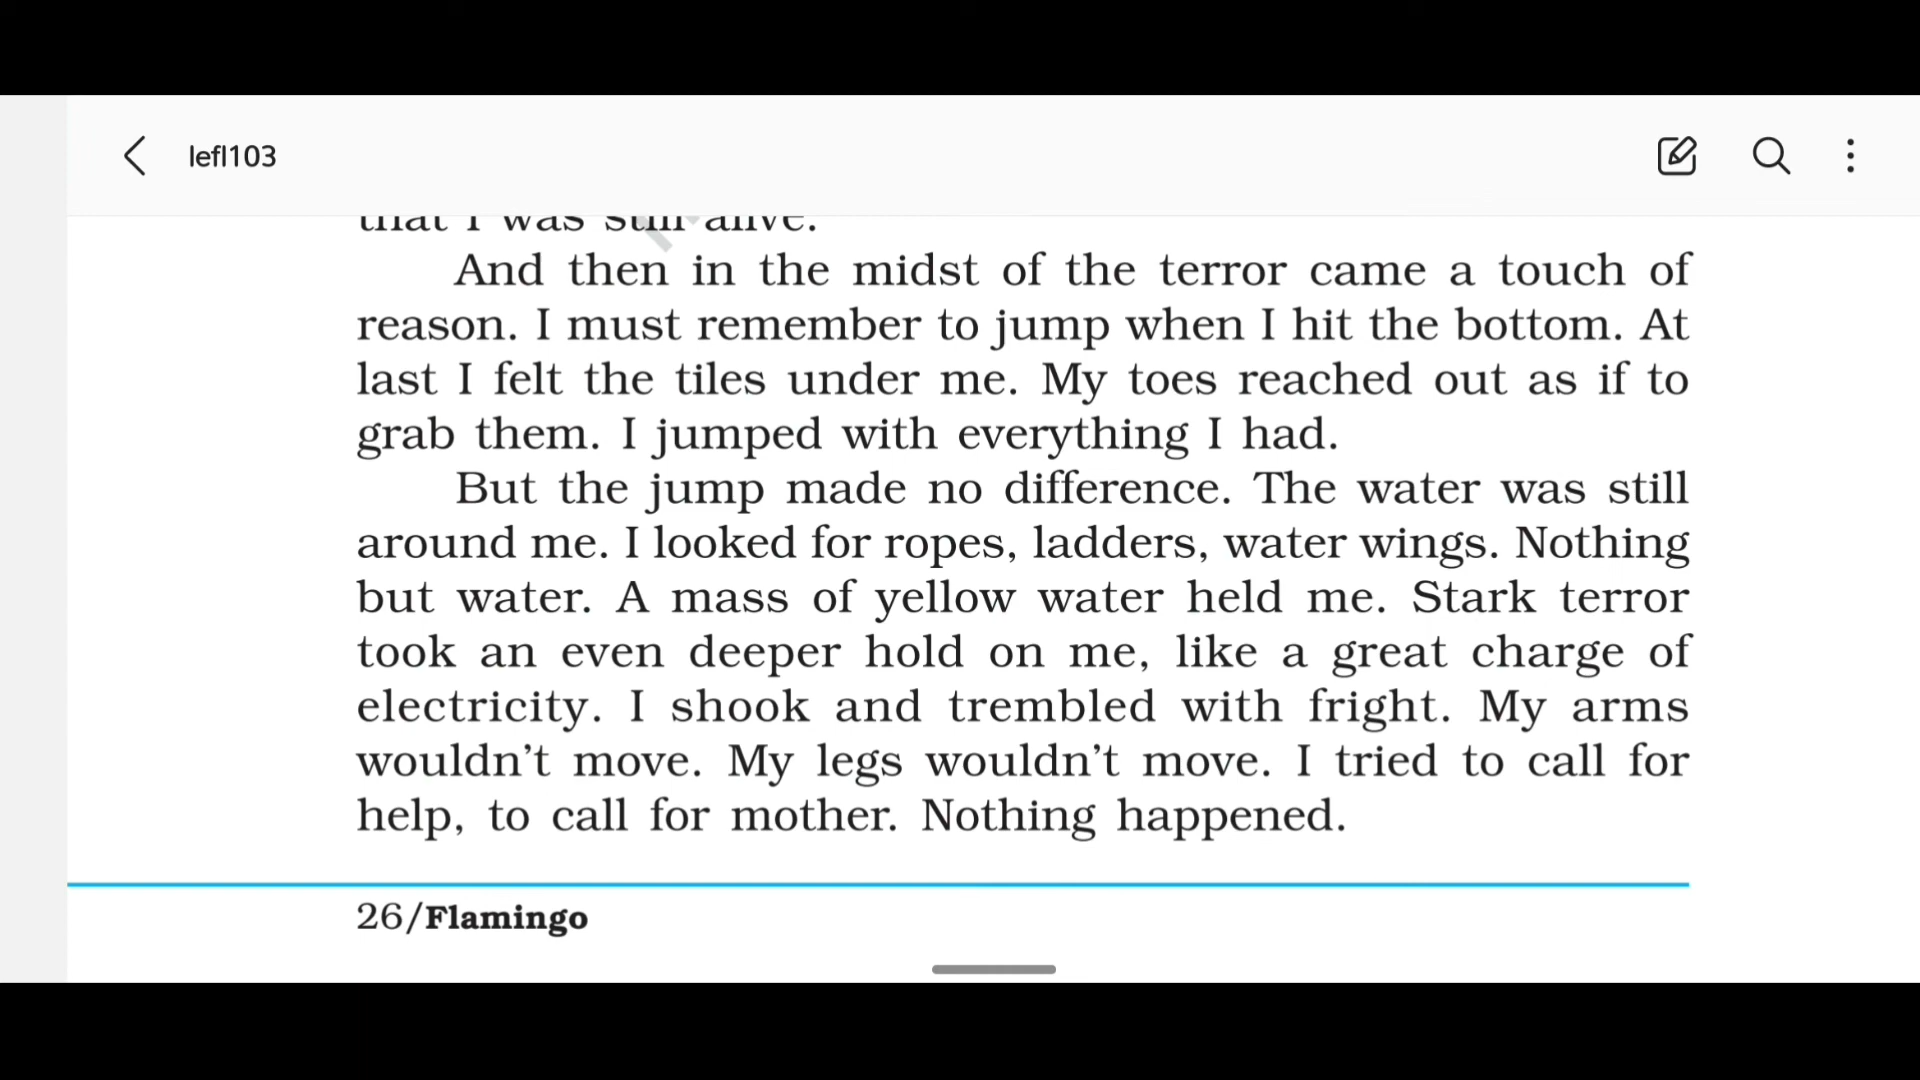 lefl103
that I was still alive.
And then in the midst of the terror came a touch of
reason. I must remember to jump when I hit the bottom. At
last I felt the tiles under me. My toes reached out as if to
grab them. I jumped with everything I had.
But the jump made no difference. The water was still
around me. I looked for ropes, ladders, water wings. Nothing
but water. A mass of yellow water held me. Stark terror
took an even deeper hold on me, like a great charge of
electricity. I shook and trembled with fright. My arms
wouldn’t move. My legs wouldn’t move. I tried to call for
help, to call for mother. Nothing happened.
26/Flamingo